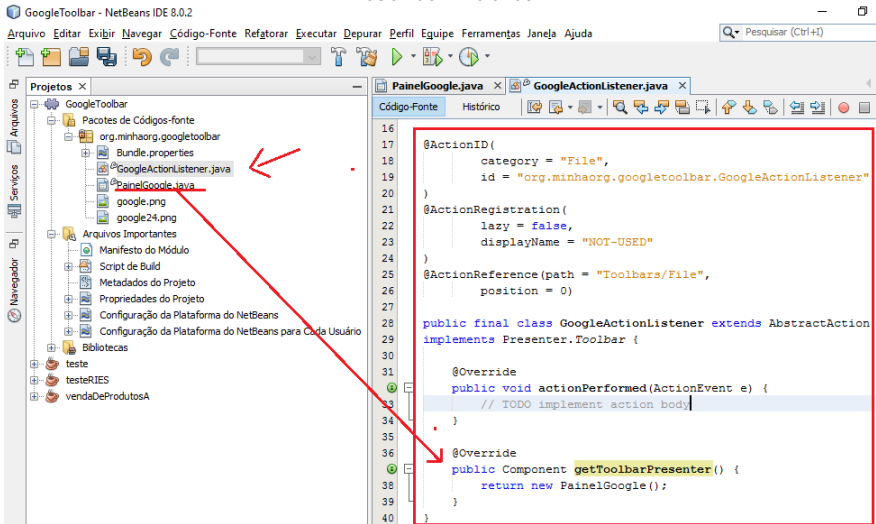 GoogleToolbar - NetBeans IDE 8.0.2
Arquivo Editar Exibir Navegar Código-Fonte Refatorar Executar Depurar Perfil Equipe Ferramentas Janela Ajuda
Pesquisar (Ctrl+I)
Projetos
PainelGoogle.java
GoogleActionListener.java
Código-Fonte Histórico
Arquivos
Serviços
Navegador
GoogleToolbar
Pacotes de Códigos-fonte
org.minhaorg.googletoolbar
Bundle.properties
GoogleActionListener.java
PainelGoogle.java
google.png
google24.png
Arquivos Importantes
Manifesto do Módulo
Script de Build
Metadados do Projeto
Propriedades do Projeto
Configuração da Plataforma do NetBeans
Configuração da Plataforma do NetBeans para Cada Usuário
Bibliotecas
teste
testeRIES
vendaDeProdutosA
16
17 @ActionID(
18 category = "File",
19 id = "org.minhaorg.googletoolbar.GoogleActionListener"
20 )
21 @ActionRegistration(
22 lazy = false,
23 displayName = "NOT-USED"
24 )
25 @ActionReference(path = "Toolbars/File",
26 position = 0)
27
28 public final class GoogleActionListener extends AbstractAction
29 implements Presenter.Toolbar {
30
31 @Override
public void actionPerformed(ActionEvent e) {
33 // TODO implement action body
34 }
35
36 @Override
public Component getToolbarPresenter() {
38 return new PainelGoogle();
39 }
40 }